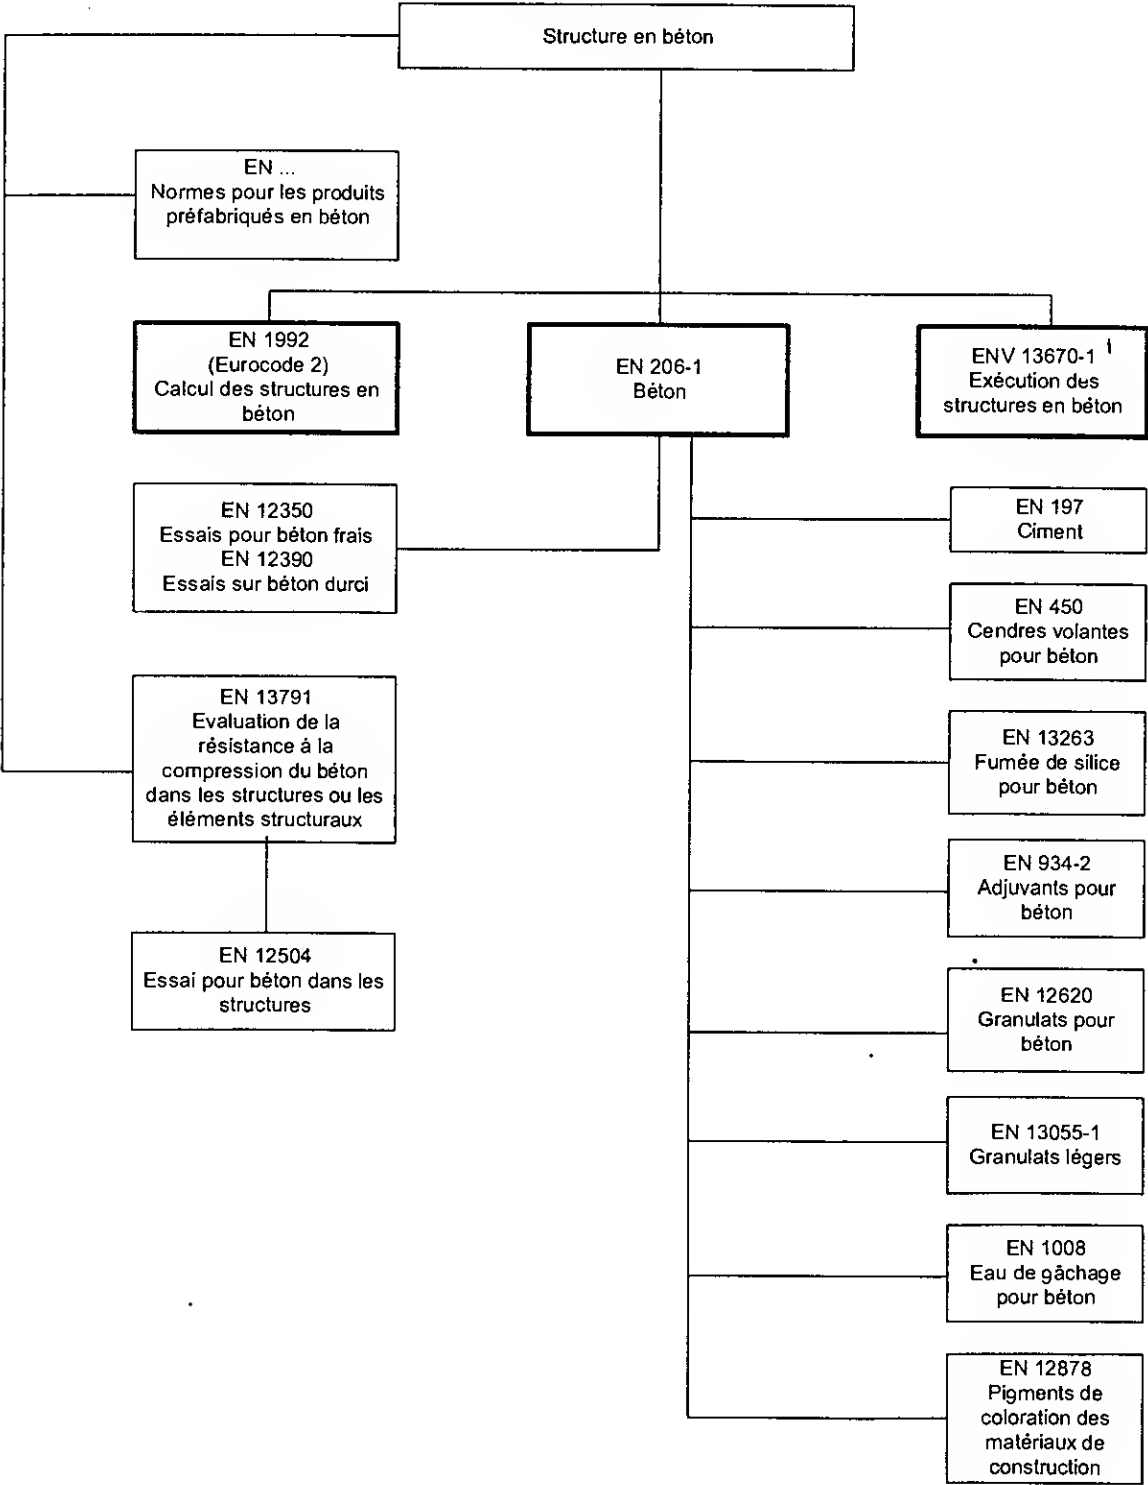 Structure en béton
EN ...
Normes pour les produits
préfabriqués en béton
EN 1992
(Eurocode 2)
Calcul des structures en
béton
EN 206-1
Béton
ENV 13670-1
Exécution des
structures en béton
EN 12350
Essais pour béton frais
EN 12390
Essais sur béton durci
EN 13791
Evaluation de la
résistance à la
compression du béton
dans les structures ou les
éléments structuraux
EN 12504
Essai pour béton dans les
structures
EN 197
Ciment
EN 450
Cendres volantes
pour béton
EN 13263
Fumée de silice
pour béton
EN 934-2
Adjuvants pour
béton
EN 12620
Granulats pour
béton
EN 13055-1
Granulats légers
EN 1008
Eau de gâchage
pour béton
EN 12878
Pigments de
coloration des
matériaux de
construction